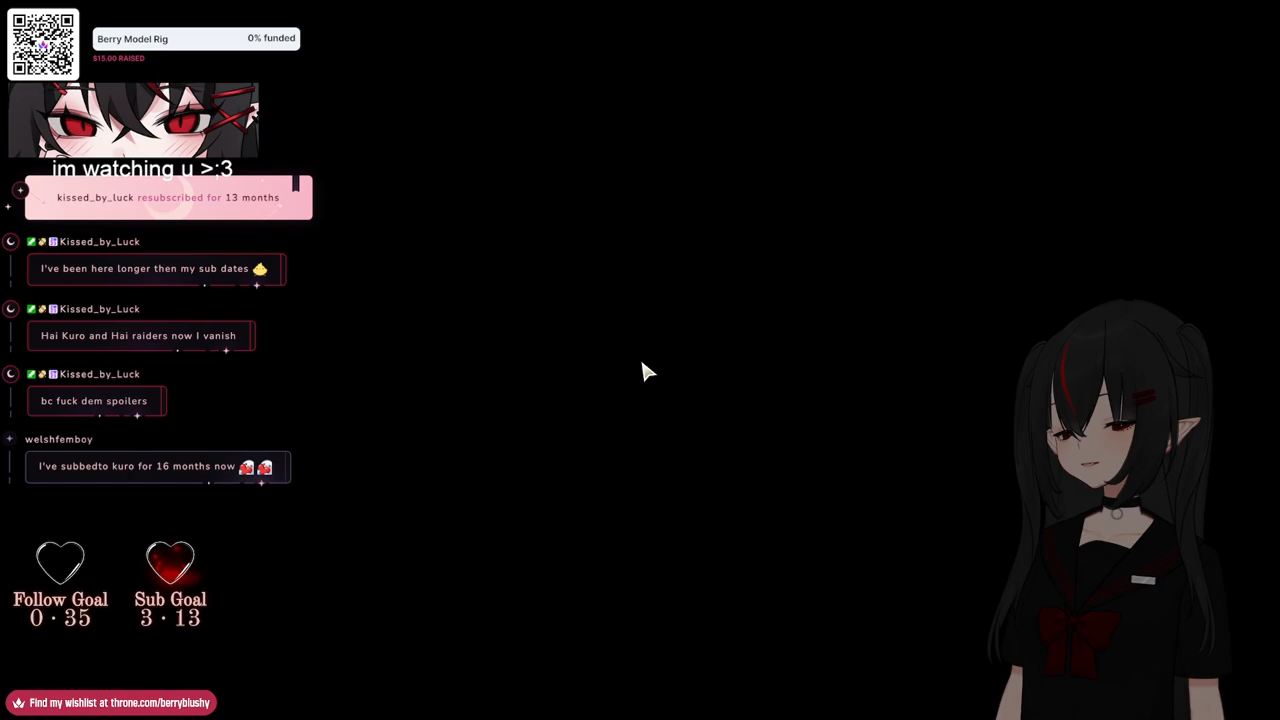 Berry Model Rig 0% funded
$15.00 RAISED
im watching u >;3
kissed_by_luck resubscribed for 13 months
Kissed_by_Luck
I've been here longer then my sub dates
Kissed_by_Luck
Hai Kuro and Hai raiders now I vanish
Kissed_by_Luck
bc fuck dem spoilers
welshfemboy
I've subbedto kuro for 16 months now
Follow Goal
0 · 35
Sub Goal
3 · 13
Find my wishlist at throne.com/berryblushy